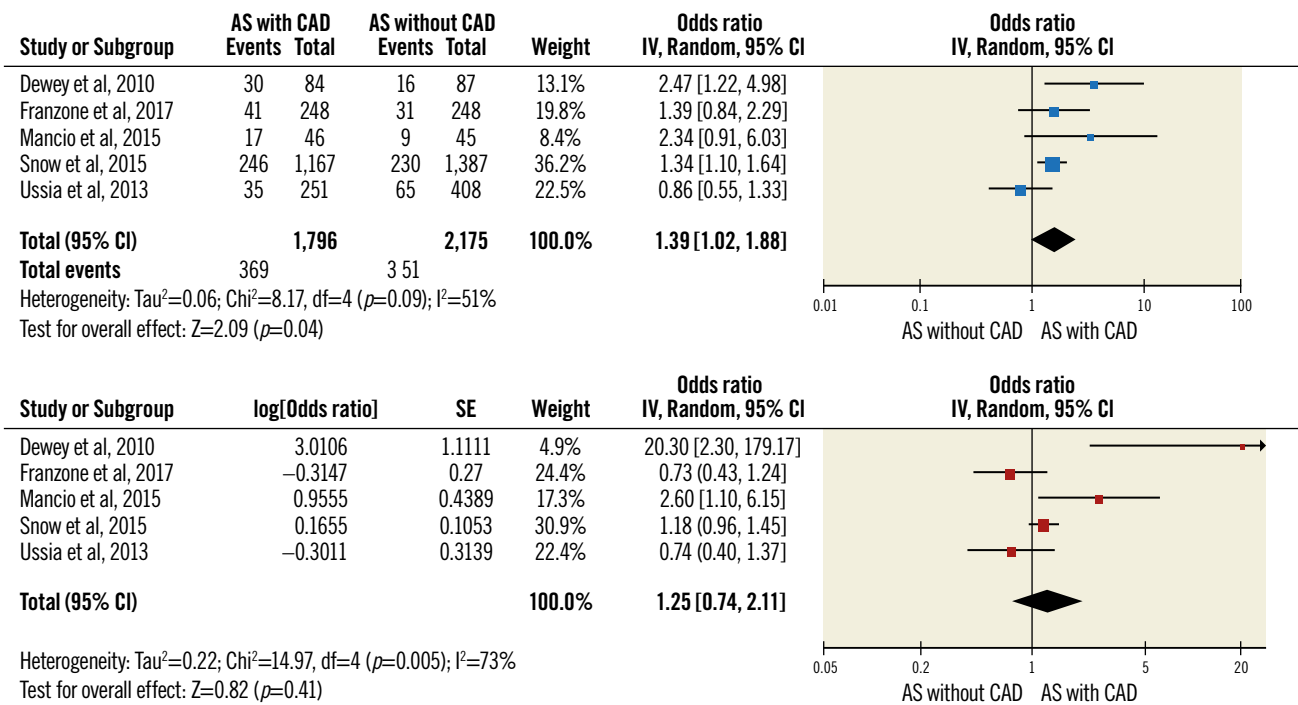 AS with CAD AS without CAD Odds ratio Odds ratio
Study or Subgroup Events Total Events Total Weight IV, Random, 95% CI IV, Random, 95% CI
Dewey et al, 2010 30 84 16 87 13.1% 2.47 [1.22, 4.98]
Franzone et al, 2017 41 248 31 248 19.8% 1.39 [0.84, 2.29]
Mancio et al, 2015 17 46 9 45 8.4% 2.34 [0.91, 6.03]
Snow et al, 2015 246 1,167 230 1,387 36.2% 1.34 [1.10, 1.64]
Ussia et al, 2013 35 251 65 408 22.5% 0.86 [0.55, 1.33]
Total (95% CI) 1,796 2,175 100.0% 1.39 [1.02, 1.88]
Total events 369 3 51
Heterogeneity: Tau²=0.06; Chi²=8.17, df=4 (p=0.09); I²=51%
Test for overall effect: Z=2.09 (p=0.04)
0.01 0.1 1 10 100
AS without CAD AS with CAD
Odds ratio Odds ratio
Study or Subgroup log[Odds ratio] SE Weight IV, Random, 95% CI IV, Random, 95% CI
Dewey et al, 2010 3.0106 1.1111 4.9% 20.30 [2.30, 179.17]
Franzone et al, 2017 –0.3147 0.27 24.4% 0.73 (0.43, 1.24]
Mancio et al, 2015 0.9555 0.4389 17.3% 2.60 [1.10, 6.15]
Snow et al, 2015 0.1655 0.1053 30.9% 1.18 (0.96, 1.45]
Ussia et al, 2013 –0.3011 0.3139 22.4% 0.74 (0.40, 1.37]
Total (95% CI) 100.0% 1.25 [0.74, 2.11]
Heterogeneity: Tau²=0.22; Chi²=14.97, df=4 (p=0.005); I²=73%
Test for overall effect: Z=0.82 (p=0.41)
0.05 0.2 1 5 20
AS without CAD AS with CAD